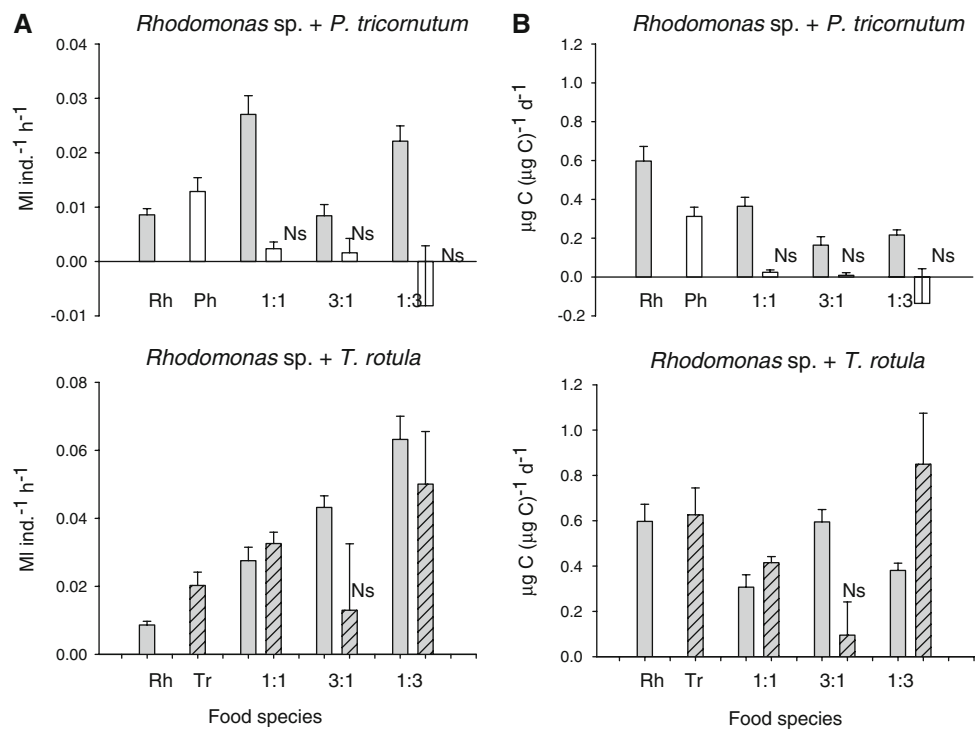 A
Rhodomonas sp. + P. tricornutum
0.04
0.03
0.02
0.01
0.00
-0.01
Ml ind.⁻¹ h⁻¹
Ns
Ns
Ns
Rh Ph 1:1 3:1 1:3
B
Rhodomonas sp. + P. tricornutum
1.2
1.0
0.8
0.6
0.4
0.2
0.0
-0.2
µg C (µg C)⁻¹ d⁻¹
Ns
Ns
Ns
Rh Ph 1:1 3:1 1:3
Rhodomonas sp. + T. rotula
0.08
0.06
0.04
0.02
0.00
Ml ind.⁻¹ h⁻¹
Ns
Rh Tr 1:1 3:1 1:3
Food species
Rhodomonas sp. + T. rotula
1.2
1.0
0.8
0.6
0.4
0.2
0.0
µg C (µg C)⁻¹ d⁻¹
Ns
Rh Tr 1:1 3:1 1:3
Food species